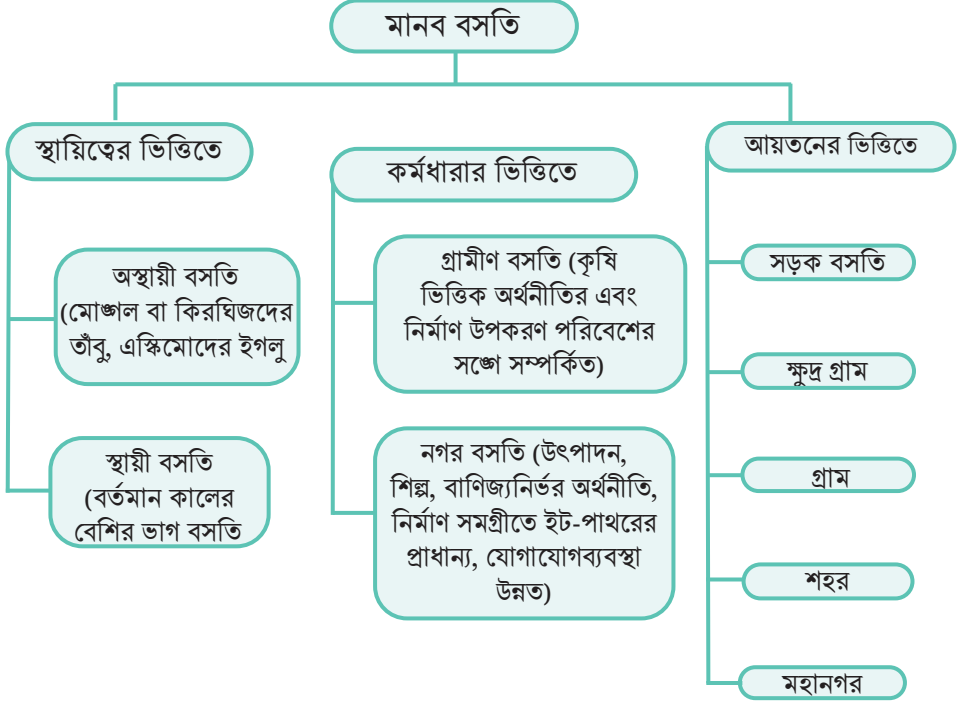 মানব বসতি
স্থায়িত্বের ভিত্তিতে
অস্থায়ী বসতি
(মোঙ্গল বা কিরঘিজদের
তাঁবু, এস্কিমোদের ইগলু
স্থায়ী বসতি
(বর্তমান কালের
বেশির ভাগ বসতি
কর্মধারার ভিত্তিতে
গ্রামীণ বসতি (কৃষি
ভিত্তিক অর্থনীতির এবং
নির্মাণ উপকরণ পরিবেশের
সঙ্গে সম্পর্কিত)
নগর বসতি (উৎপাদন,
শিল্প, বাণিজ্যনির্ভর অর্থনীতি,
নির্মাণ সমগ্রীতে ইট-পাথরের
প্রাধান্য, যোগাযোগব্যবস্থা
উন্নত)
আয়তনের ভিত্তিতে
সড়ক বসতি
ক্ষুদ্র গ্রাম
গ্রাম
শহর
মহানগর